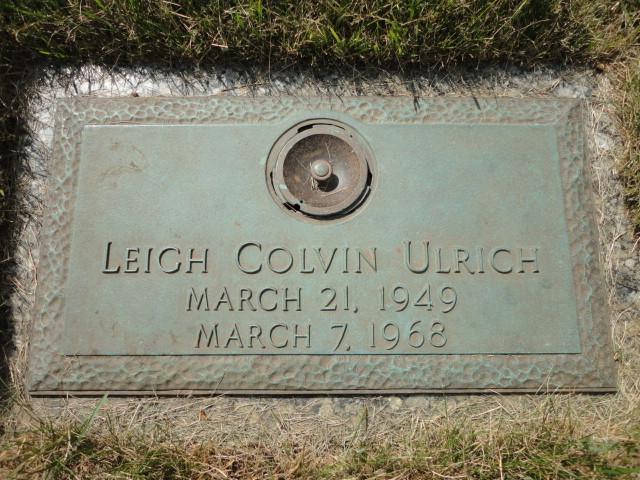 Leigh Colvin Ulrich
March 21, 1949
March 7, 1968